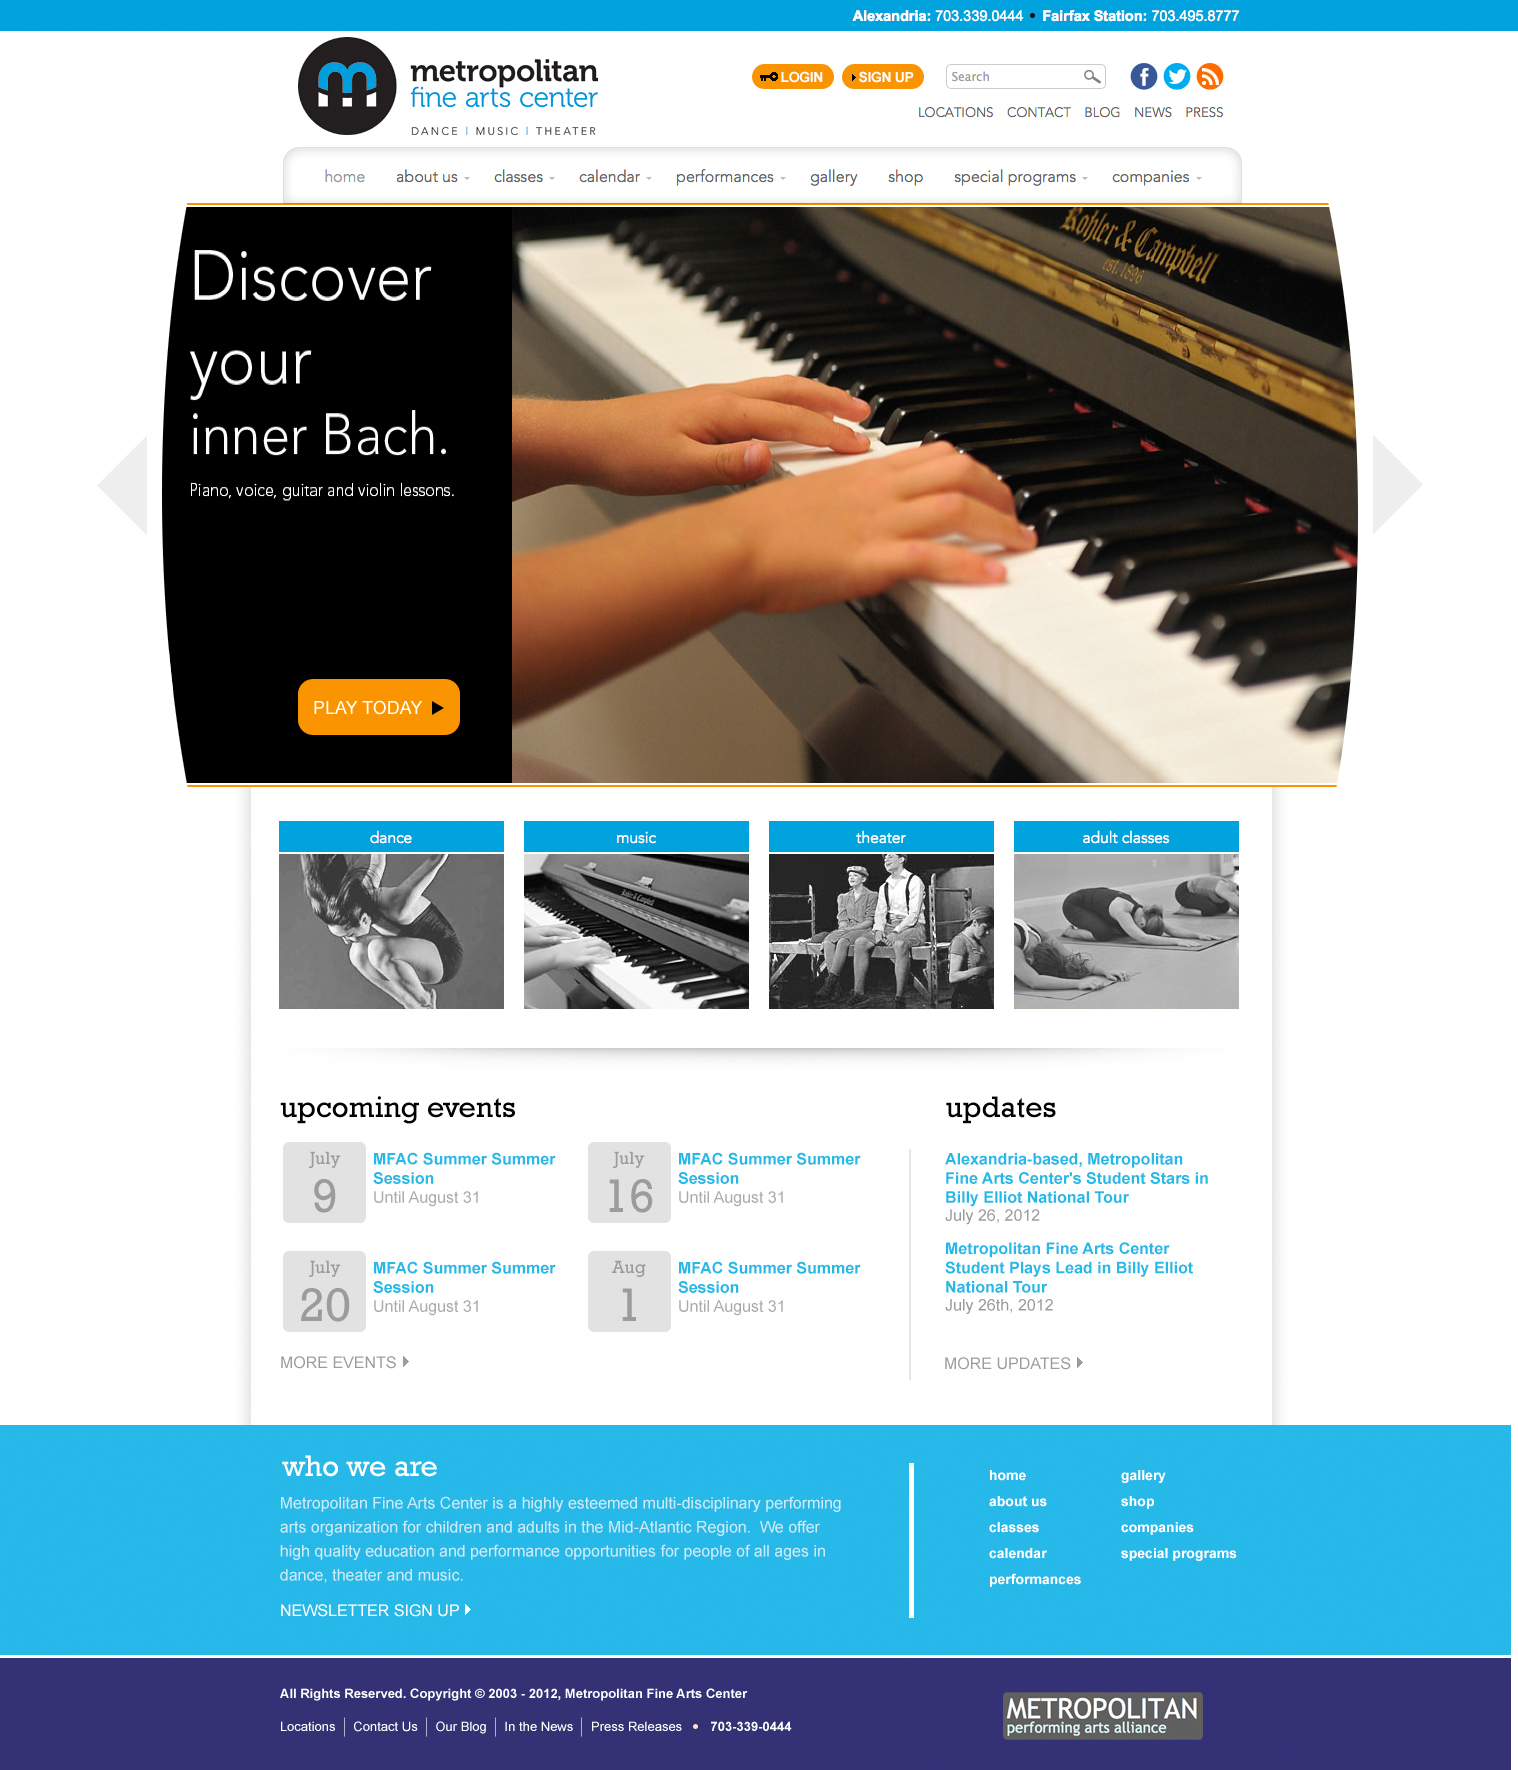 Alexandria: 703.339.0444 • Fairfax Station: 703.495.8777
metropolitan
fine arts center
DANCE | MUSIC | THEATER
LOGIN
SIGN UP
Search
LOCATIONS CONTACT BLOG NEWS PRESS
home about us classes calendar performances gallery shop special programs companies
Discover
your
inner Bach.
Piano, voice, guitar and violin lessons.
PLAY TODAY
Kohler & Campbell
est. 1896
dance
music
theater
adult classes
Kohler & Campbell
upcoming events
July
9
MFAC Summer Summer
Session
Until August 31
July
16
MFAC Summer Summer
Session
Until August 31
July
20
MFAC Summer Summer
Session
Until August 31
Aug
1
MFAC Summer Summer
Session
Until August 31
MORE EVENTS
updates
Alexandria-based, Metropolitan
Fine Arts Center's Student Stars in
Billy Elliot National Tour
July 26, 2012
Metropolitan Fine Arts Center
Student Plays Lead in Billy Elliot
National Tour
July 26th, 2012
MORE UPDATES
who we are
Metropolitan Fine Arts Center is a highly esteemed multi-disciplinary performing
arts organization for children and adults in the Mid-Atlantic Region. We offer
high quality education and performance opportunities for people of all ages in
dance, theater and music.
NEWSLETTER SIGN UP
home
about us
classes
calendar
performances
gallery
shop
companies
special programs
All Rights Reserved. Copyright © 2003 - 2012, Metropolitan Fine Arts Center
Locations | Contact Us | Our Blog | In the News | Press Releases • 703-339-0444
METROPOLITAN
performing arts alliance